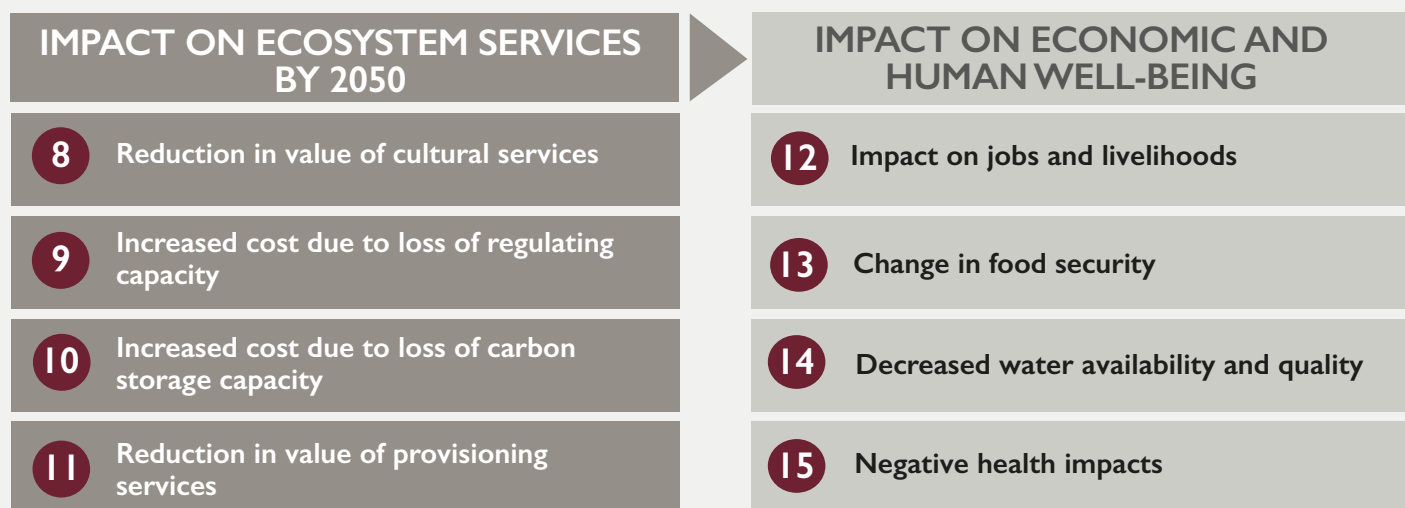 IMPACT ON ECOSYSTEM SERVICES
BY 2050
8 Reduction in value of cultural services
9 Increased cost due to loss of regulating
capacity
10 Increased cost due to loss of carbon
storage capacity
11 Reduction in value of provisioning
services
IMPACT ON ECONOMIC AND
HUMAN WELL-BEING
12 Impact on jobs and livelihoods
13 Change in food security
14 Decreased water availability and quality
15 Negative health impacts